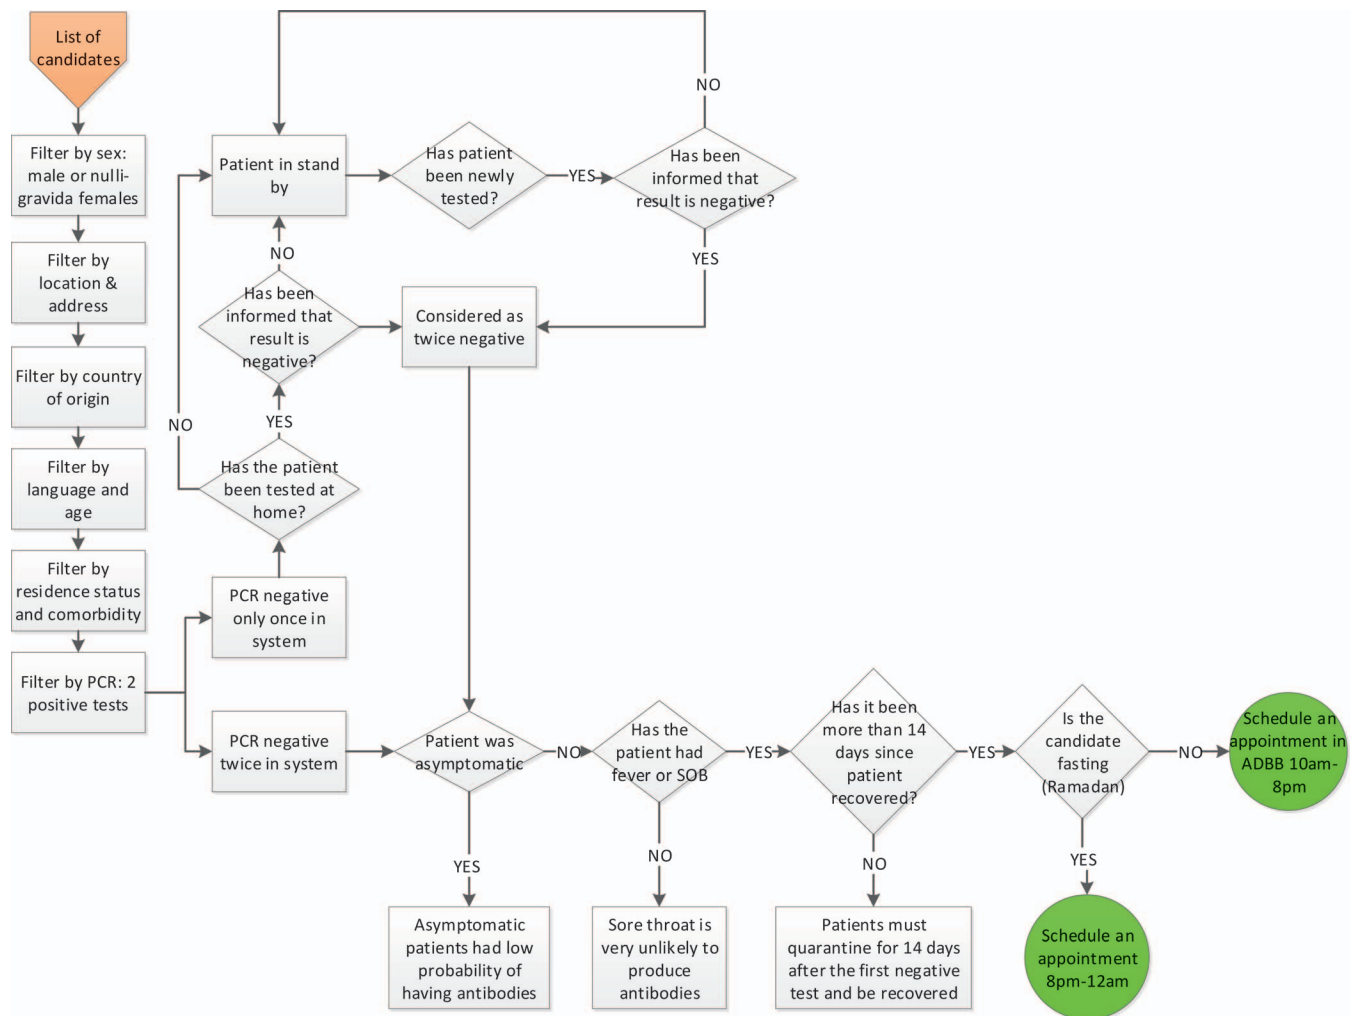 List of
candidates
Filter by sex:
male or nulli-
gravida females
Filter by
location &
address
Filter by country
of origin
Filter by
language and
age
Filter by
residence status
and comorbidity
Filter by PCR: 2
positive tests
PCR negative
only once in
system
PCR negative
twice in system
Has the patient
been tested at
home?
NO
YES
Has been
informed that
result is
negative?
NO
Patient in stand
by
Has patient
been newly
tested?
YES
Has been
informed that
result is negative?
NO
YES
Considered as
twice negative
Patient was
asymptomatic
YES
Asymptomatic
patients had low
probability of
having antibodies
NO
Has the
patient had
fever or SOB
NO
Sore throat is
very unlikely to
produce
antibodies
YES
Has it been
more than 14
days since
patient
recovered?
NO
Patients must
quarantine for 14 days
after the first negative
test and be recovered
YES
Is the
candidate
fasting
(Ramadan)
YES
Schedule an
appointment
8pm-12am
NO
Schedule an
appointment in
ADBB 10am-
8pm